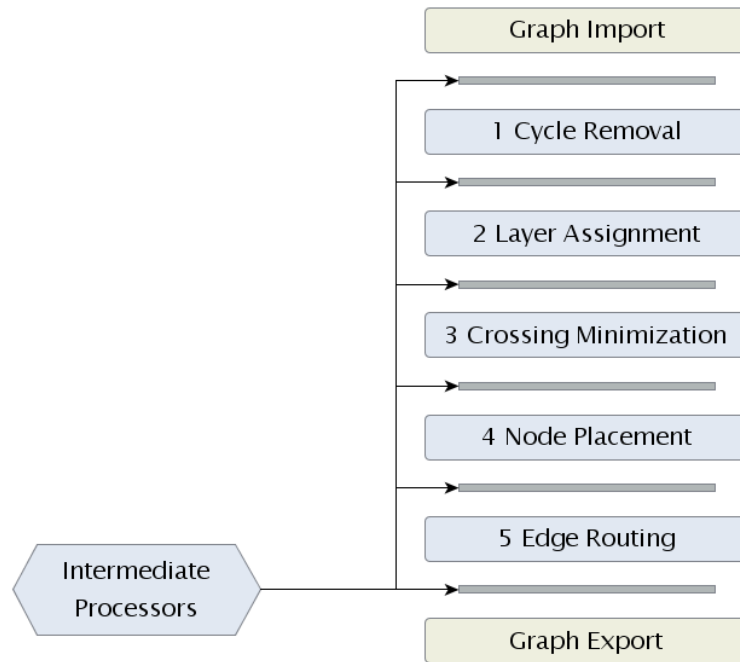 Graph Import
1 Cycle Removal
2 Layer Assignment
3 Crossing Minimization
4 Node Placement
5 Edge Routing
Intermediate
Processors
Graph Export